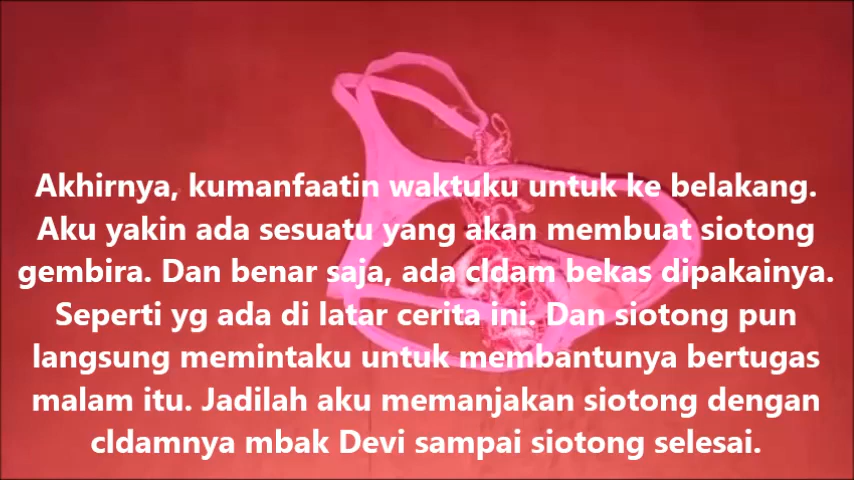 Akhirnya, kumanfaatin waktuku untuk ke belakang.
Aku yakin ada sesuatu yang akan membuat siotong
gembira. Dan benar saja, ada cldam bekas dipakainya.
Seperti yg ada di latar cerita ini. Dan siotong pun
langsung memintaku untuk membantunya bertugas
malam itu. Jadilah aku memanjakan siotong dengan
cldamnya mbak Devi sampai siotong selesai.